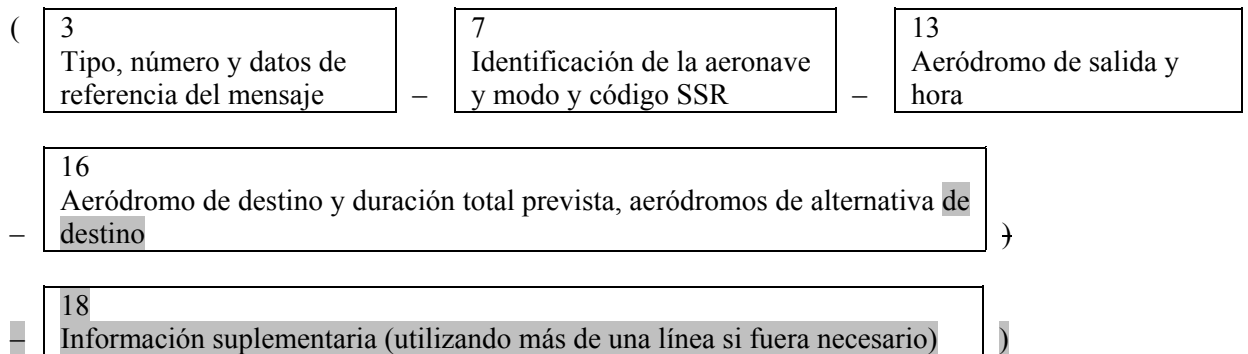 ( 3 7 13
Tipo, número y datos de Identificación de la aeronave Aeródromo de salida y
referencia del mensaje – y modo y código SSR – hora
16
Aeródromo de destino y duración total prevista, aeródromos de alternativa de
– destino )
18
– Información suplementaria (utilizando más de una línea si fuera necesario) )